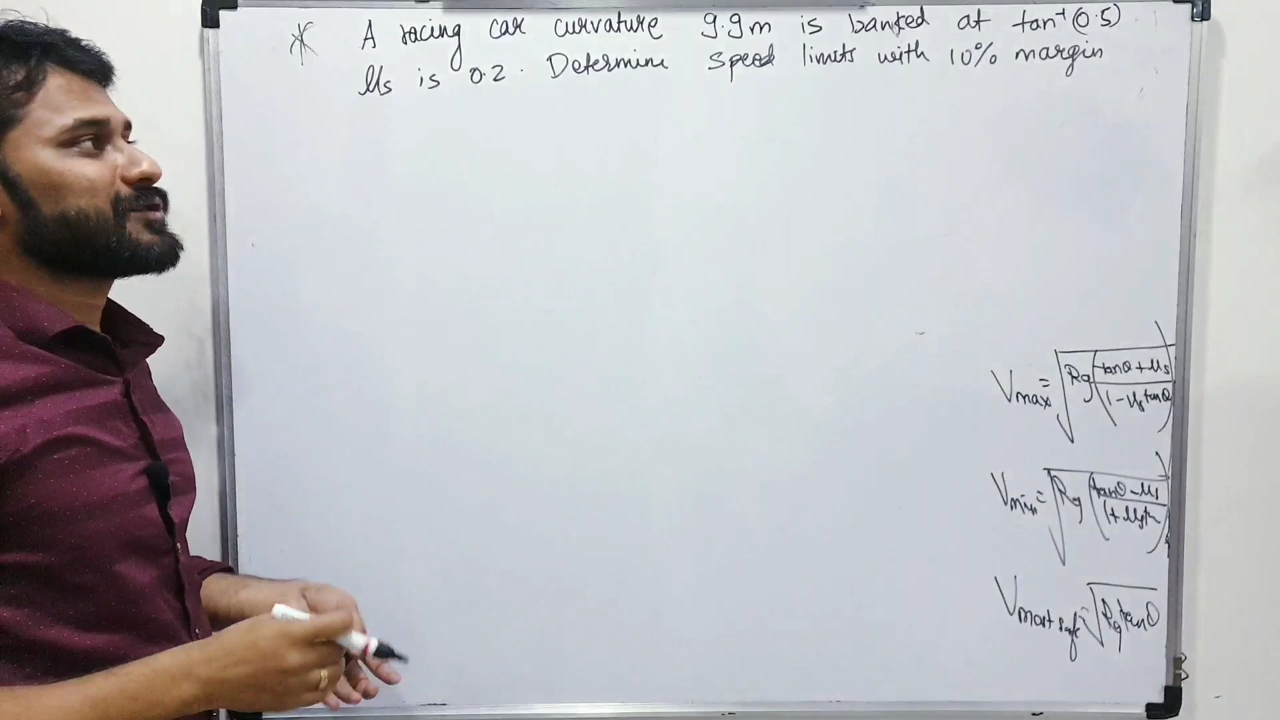 * A racing car curvature 9.9m is banked at tan⁻¹(0.5)
μs is 0.2. Determine speed limits with 10% margin
Vmax = √(Rg((tanθ+μs)/(1-μs tanθ)))
Vmin = √(Rg((tanθ-μs)/(1+μs tan)))
Vmost safe = √(Rg tanθ)